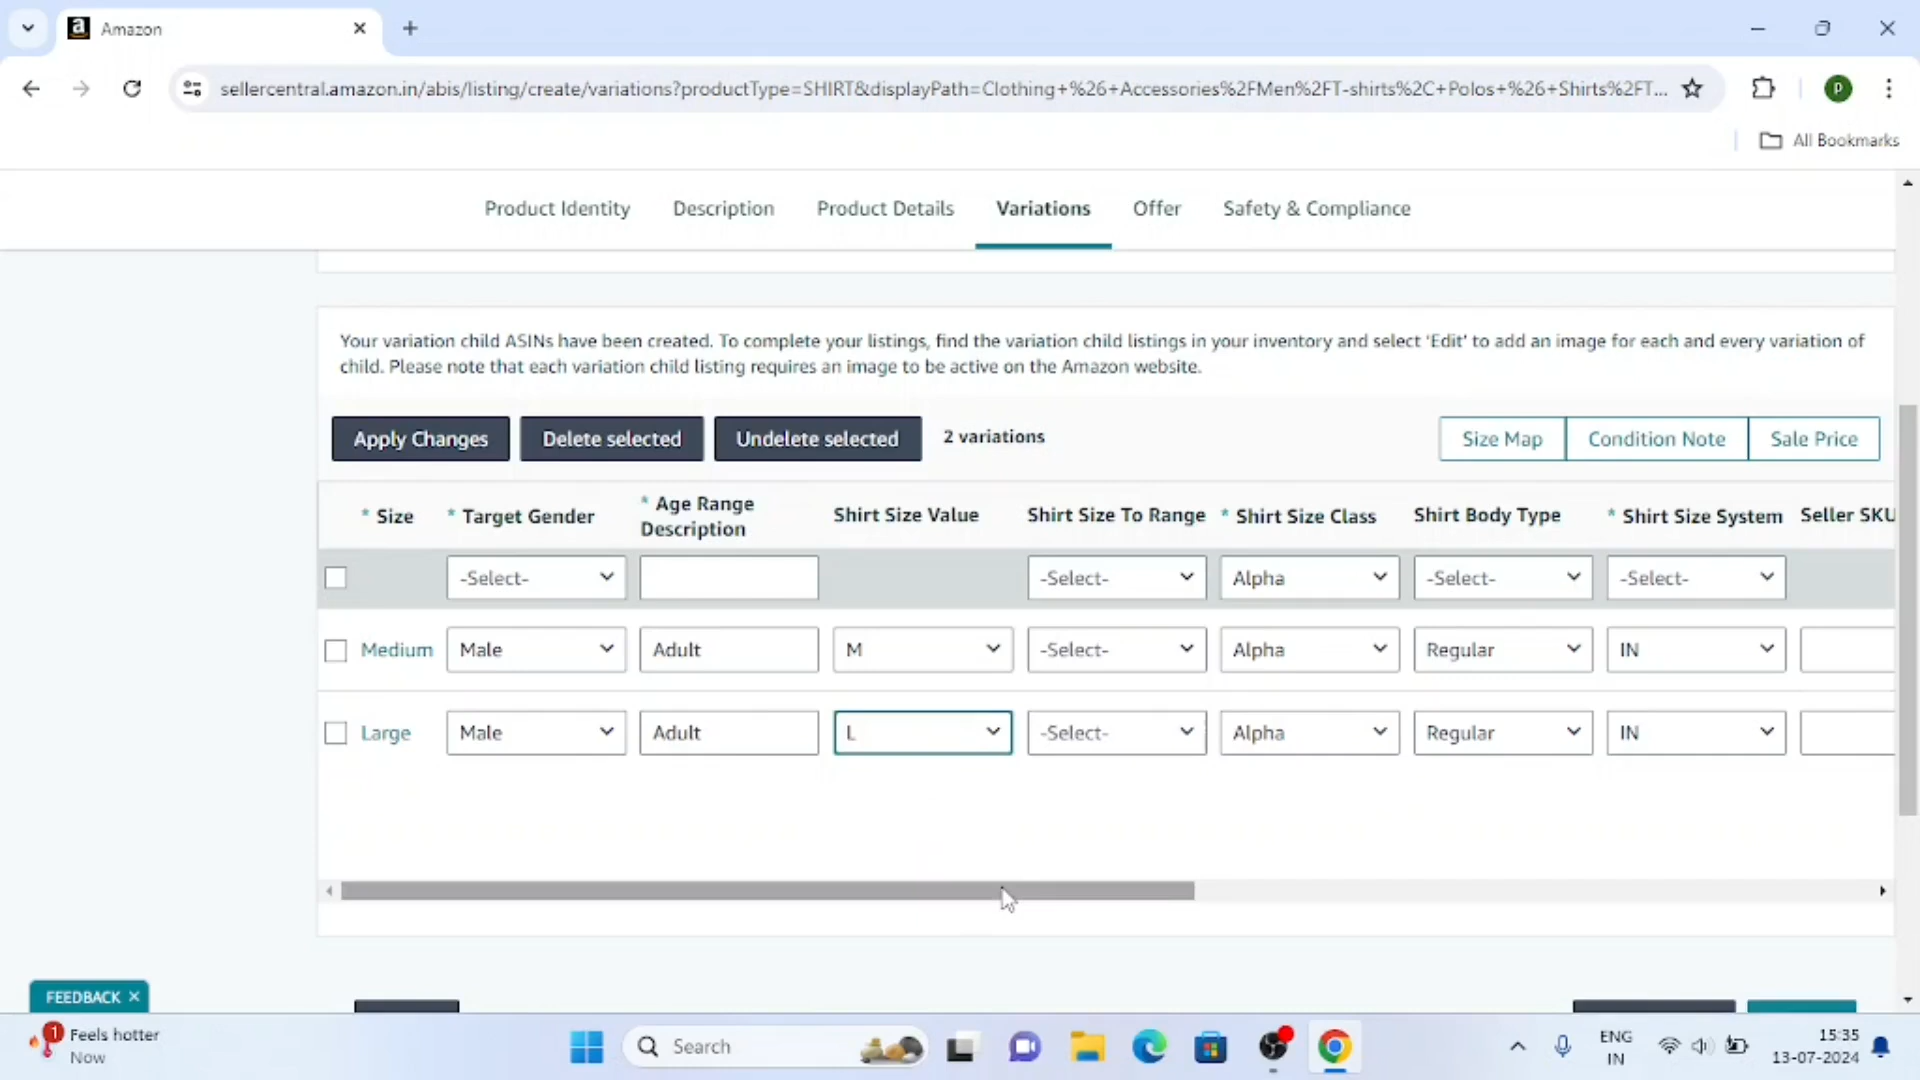 Amazon
sellercentral.amazon.in/abis/listing/create/variations?productType=SHIRT&displayPath=Clothing+%26+Accessories%2FMen%2FT-shirts%2C+Polos+%26+Shirts%2FT...
P
All Bookmarks
Product Identity Description Product Details Variations Offer Safety & Compliance
Your variation child ASINs have been created. To complete your listings, find the variation child listings in your inventory and select 'Edit' to add an image for each and every variation of
child. Please note that each variation child listing requires an image to be active on the Amazon website.
Apply Changes Delete selected Undelete selected 2 variations Size Map Condition Note Sale Price
* Size * Target Gender * Age Range Description Shirt Size Value Shirt Size To Range * Shirt Size Class Shirt Body Type * Shirt Size System Seller SKU
-Select- -Select- Alpha -Select- -Select-
Medium Male Adult M -Select- Alpha Regular IN
Large Male Adult L -Select- Alpha Regular IN
FEEDBACK ×
1 Feels hotter
Now
Search
ENG
IN
15:35
13-07-2024